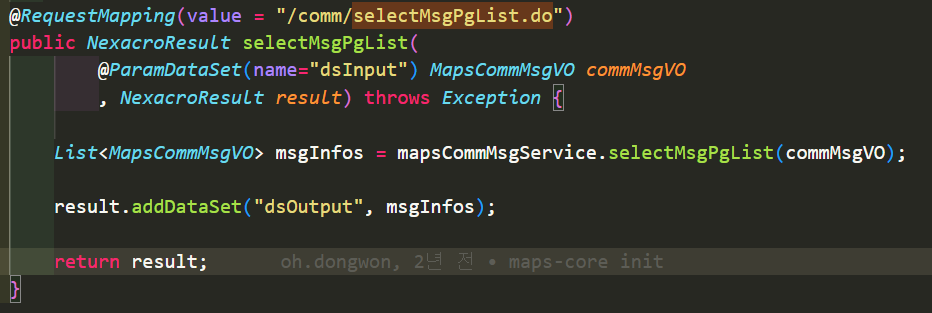 @RequestMapping(value = "/comm/selectMsgPgList.do")
public NexacroResult selectMsgPgList(
@ParamDataSet(name="dsInput") MapsCommMsgVO commMsgVO
, NexacroResult result) throws Exception {
List<MapsCommMsgVO> msgInfos = mapsCommMsgService.selectMsgPgList(commMsgVO);
result.addDataSet("dsOutput", msgInfos);
return result; oh.dongwon, 2년 전 • maps-core init
}